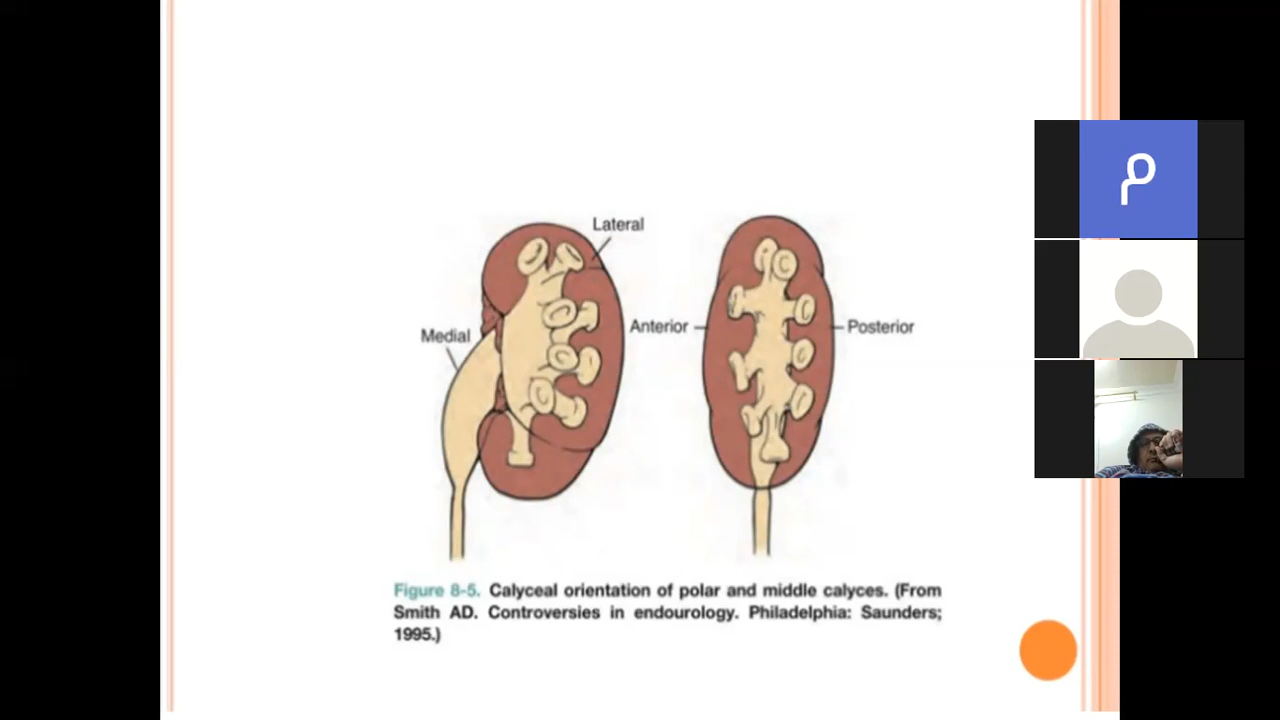 Lateral
Medial
Anterior
Posterior
م
Figure 8-5. Calyceal orientation of polar and middle calyces. (From
Smith AD. Controversies in endourology. Philadelphia: Saunders;
1995.)